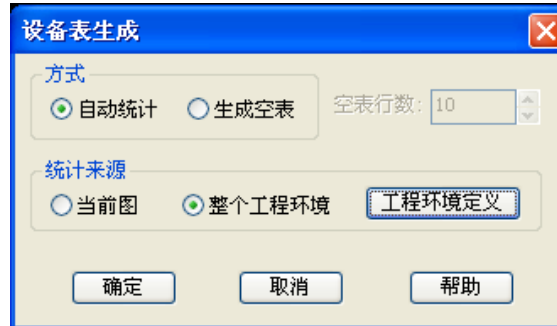 设备表生成
方式
自动统计 生成空表 空表行数: 10
统计来源
当前图 整个工程环境 工程环境定义
确定 取消 帮助